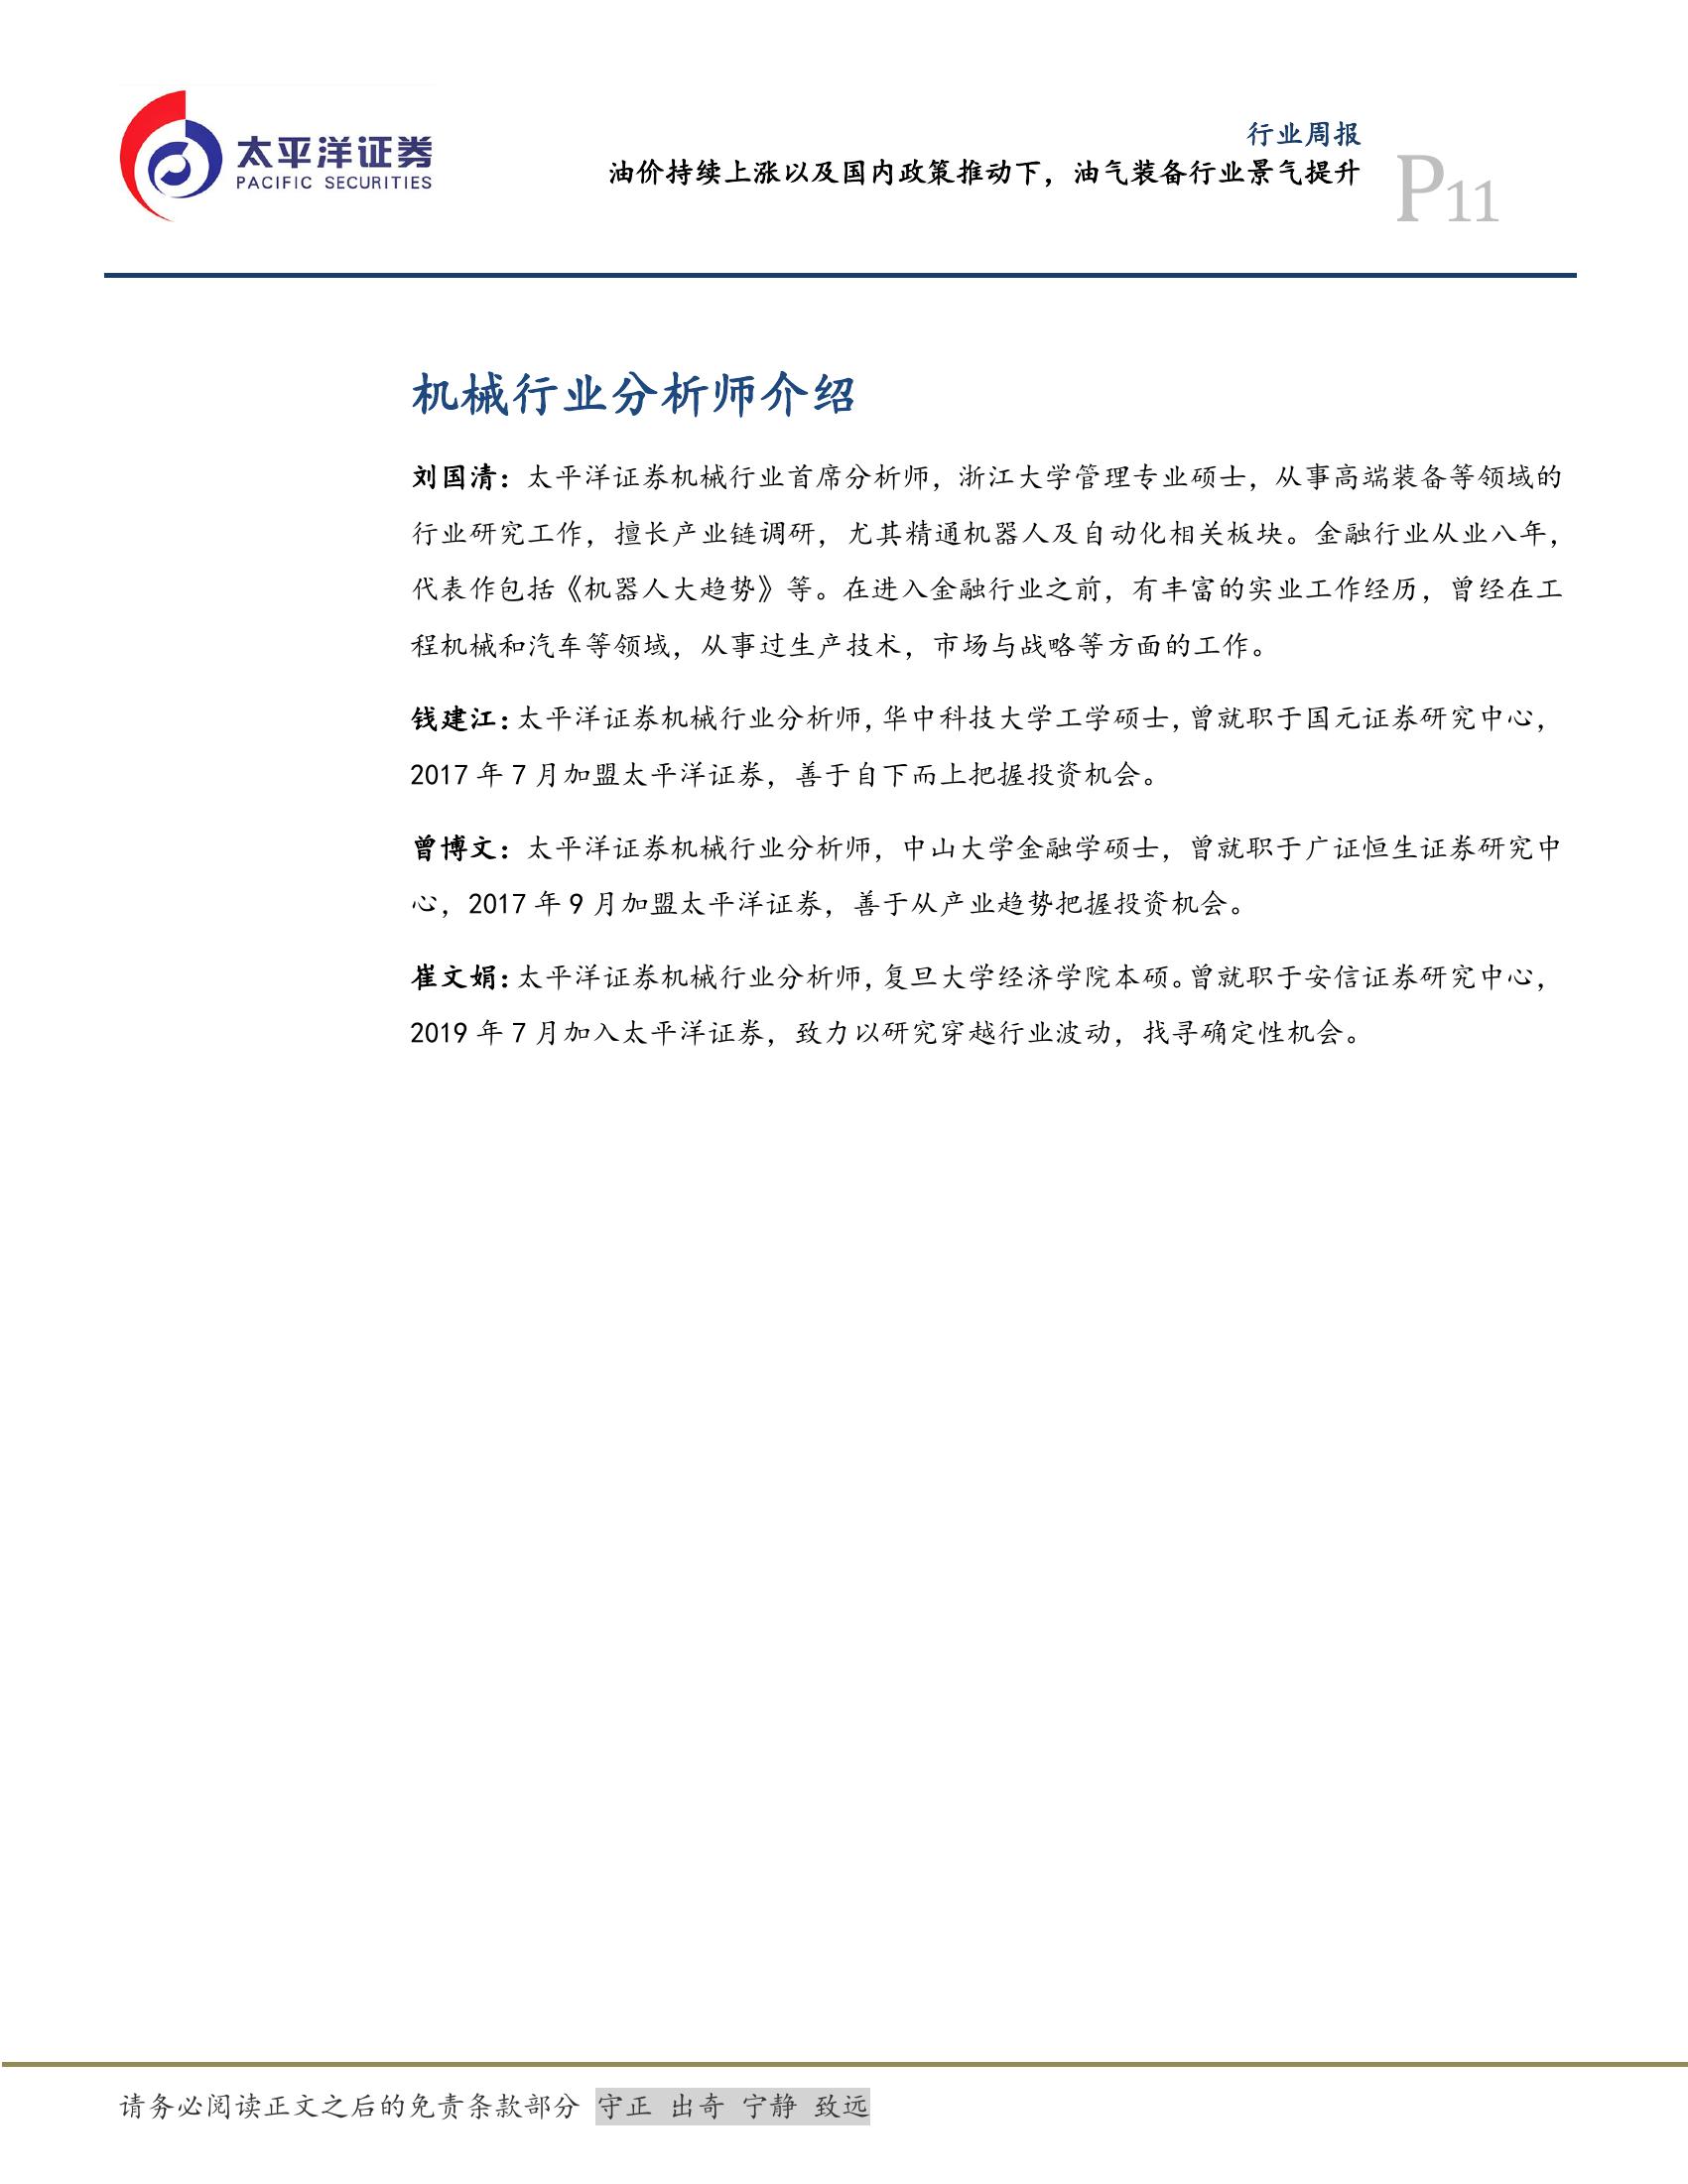 太平洋证券
PACIFIC SECURITIES
行业周报
油价持续上涨以及国内政策推动下，油气装备行业景气提升
P11
机械行业分析师介绍
刘国清：太平洋证券机械行业首席分析师，浙江大学管理专业硕士，从事高端装备等领域的
行业研究工作，擅长产业链调研，尤其精通机器人及自动化相关板块。金融行业从业八年，
代表作包括《机器人大趋势》等。在进入金融行业之前，有丰富的实业工作经历，曾经在工
程机械和汽车等领域，从事过生产技术，市场与战略等方面的工作。
钱建江：太平洋证券机械行业分析师，华中科技大学工学硕士，曾就职于国元证券研究中心，
2017 年 7 月加盟太平洋证券，善于自下而上把握投资机会。
曾博文：太平洋证券机械行业分析师，中山大学金融学硕士，曾就职于广证恒生证券研究中
心，2017 年 9 月加盟太平洋证券，善于从产业趋势把握投资机会。
崔文娟：太平洋证券机械行业分析师，复旦大学经济学院本硕。曾就职于安信证券研究中心，
2019 年 7 月加入太平洋证券，致力以研究穿越行业波动，找寻确定性机会。
请务必阅读正文之后的免责条款部分 守正 出奇 宁静 致远